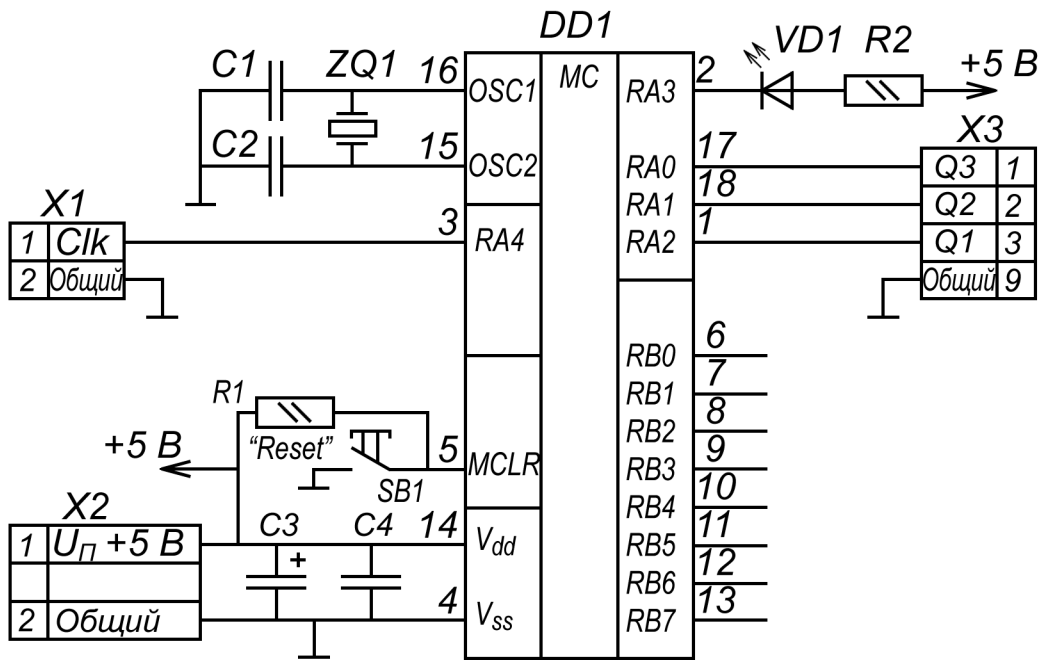 DD1
C1 ZQ1 16 OSC1 MC RA3 2 VD1 R2 +5 В
C2 15 OSC2 RA0 17 X3
Q3 1
RA1 18 Q2 2
X1
1 Clk 3 RA4 RA2 1 Q1 3
2 Общий Общий 9
RB0 6
RB1 7
R1 RB2 8
"Reset"
+5 В 5 MCLR RB3 9
SB1 RB4 10
X2
C3 C4
1 UП +5 В 14 Vdd RB5 11
+
RB6 12
2 Общий 4 Vss RB7 13